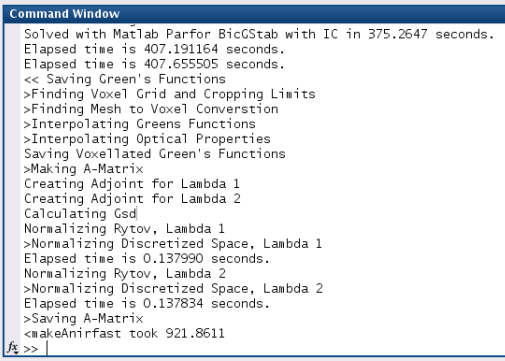 Command Window
Solved with Matlab Parfor BicGStab with IC in 375.2647 seconds.
Elapsed time is 407.191164 seconds.
Elapsed time is 407.655505 seconds.
<< Saving Green's Functions
>Finding Voxel Grid and Cropping Limits
>Finding Mesh to Voxel Converstion
>Interpolating Greens Functions
>Interpolating Optical Properties
Saving Voxellated Green's Functions
>Making A-Matrix
Creating Adjoint for Lambda 1
Creating Adjoint for Lambda 2
Calculating Gsd
Normalizing Rytov, Lambda 1
>Normalizing Discretized Space, Lambda 1
Elapsed time is 0.137990 seconds.
Normalizing Rytov, Lambda 2
>Normalizing Discretized Space, Lambda 2
Elapsed time is 0.137834 seconds.
>Saving A-Matrix
<makeAnirfast took 921.8611
fx >>